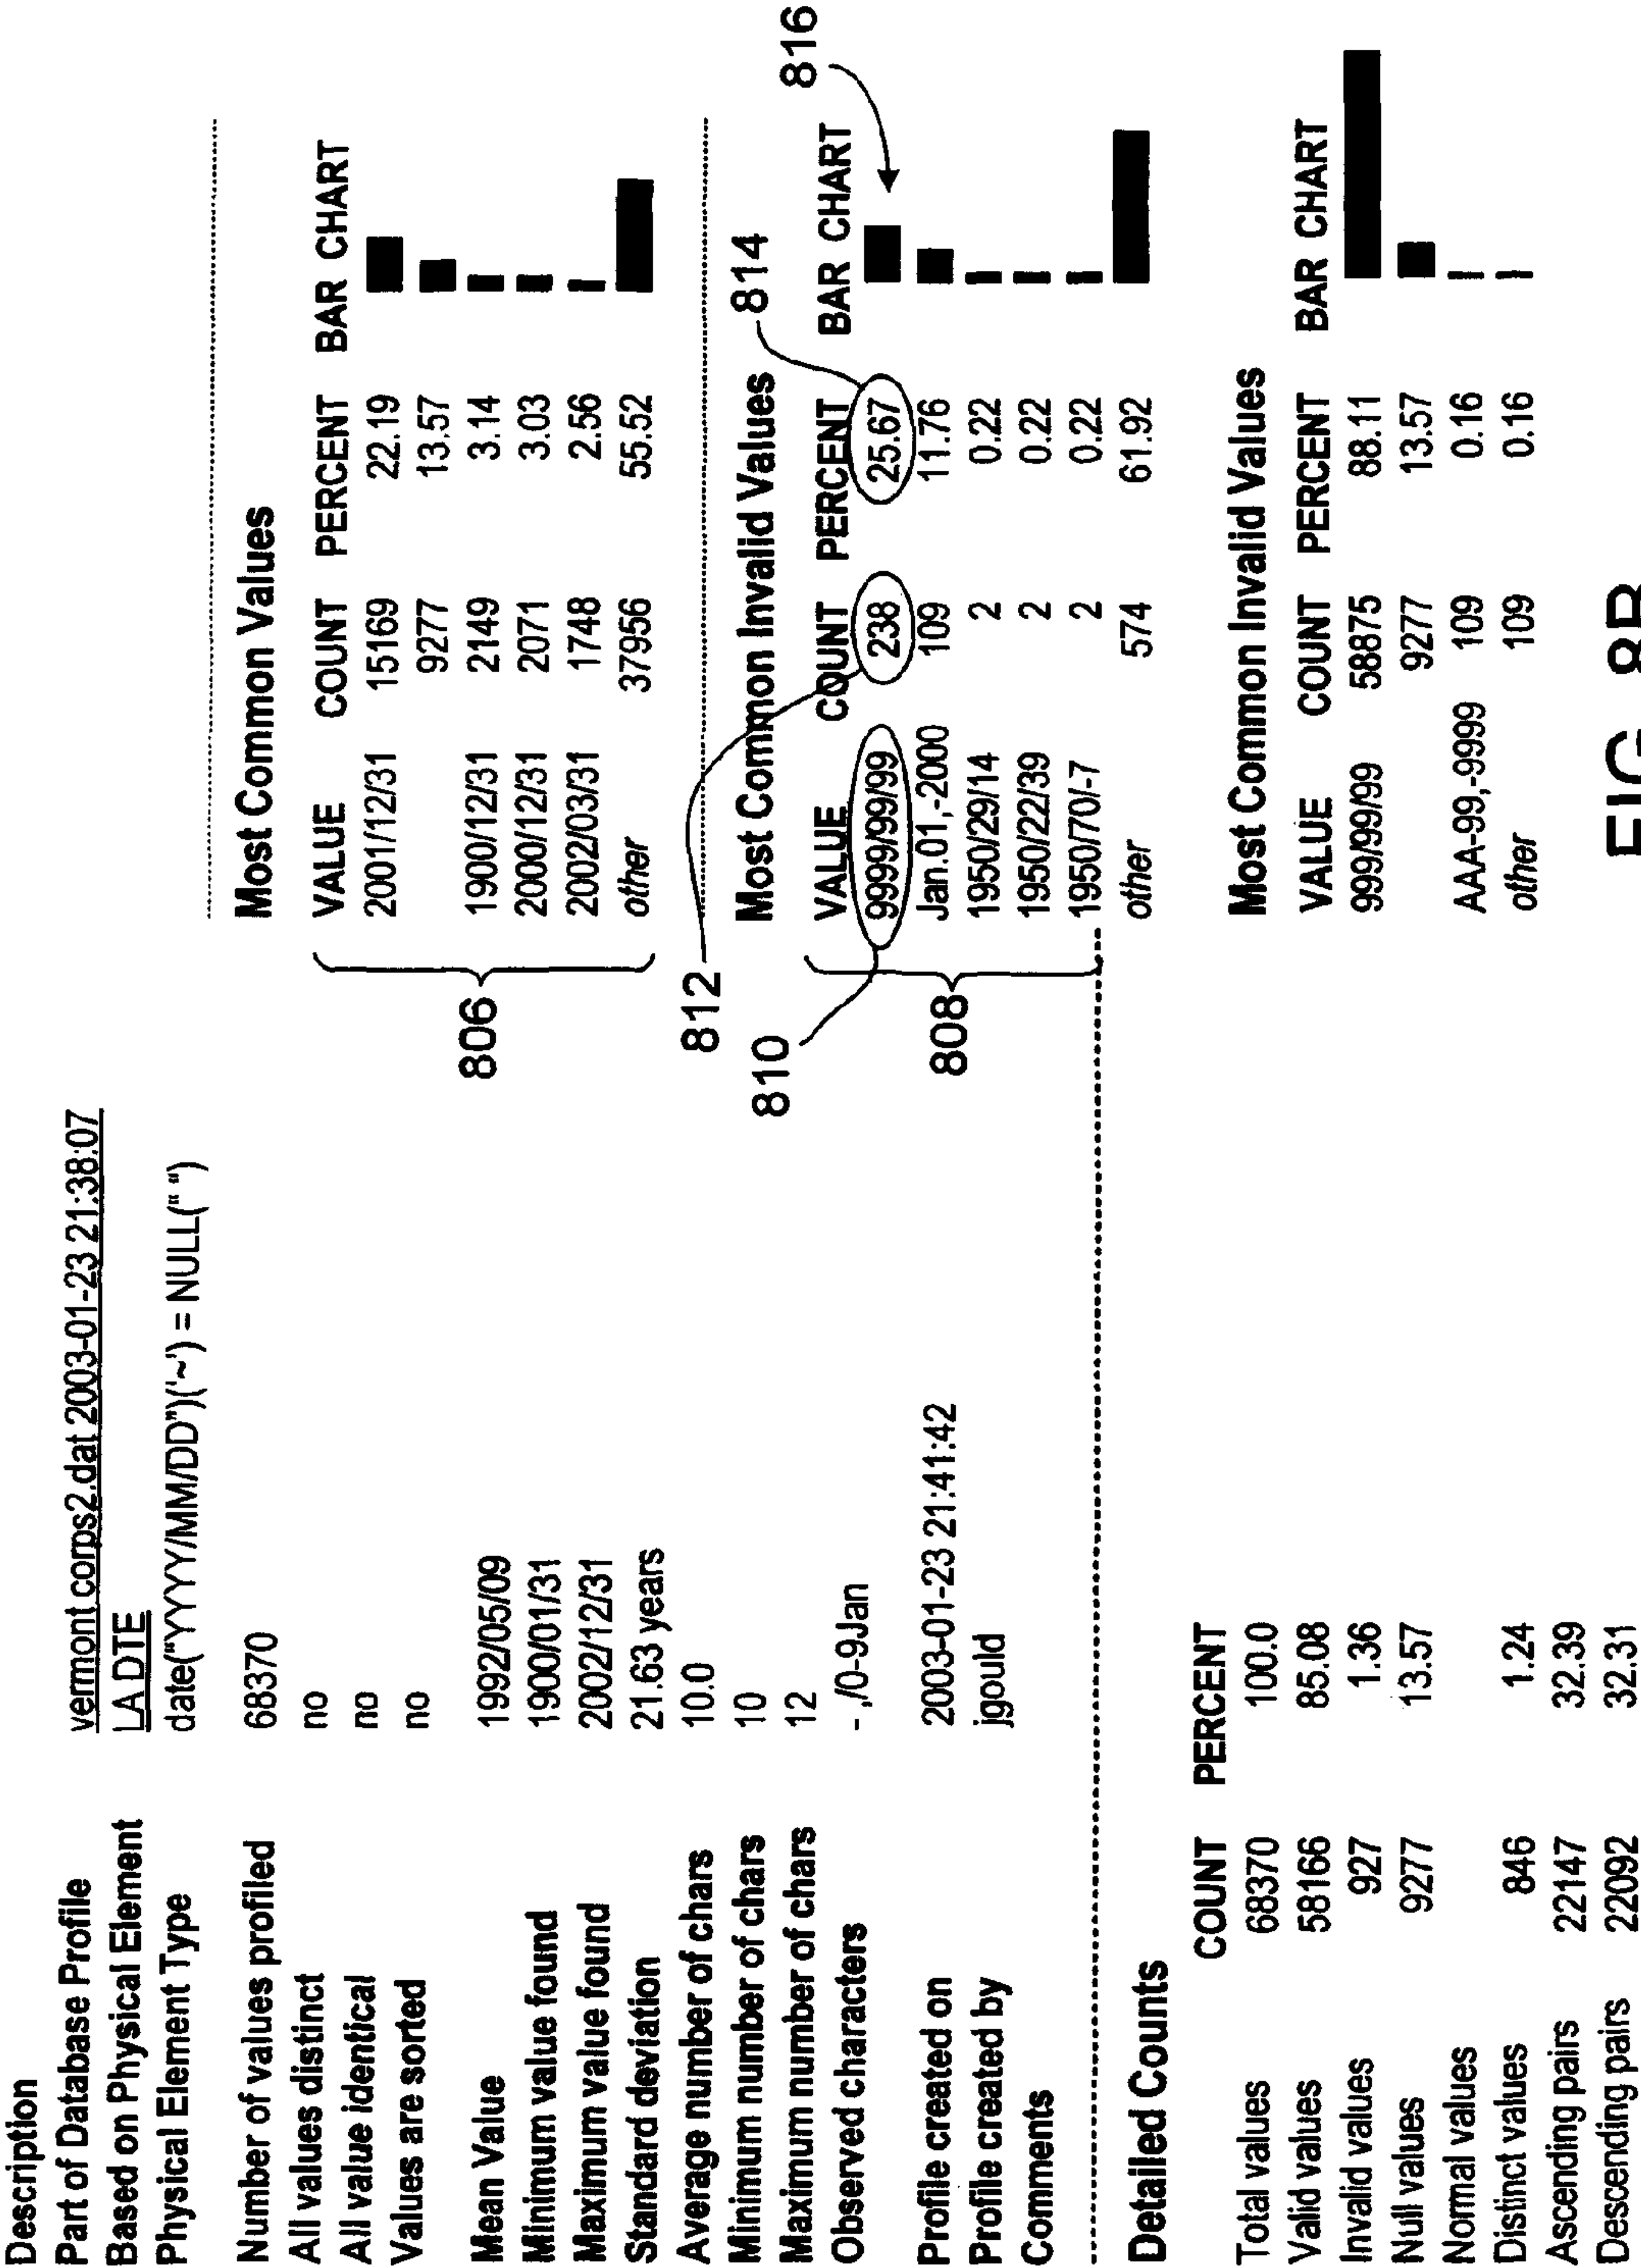 Description
Part of Database Profile vermont corps2.dat 2003-01-23 21:38:07
Based on Physical Element LA DTE
Physical Element Type date("YYYY/MM/DD")('~') = NULL(" ")
Number of values profiled 68370
All values distinct no
All value identical no
Values are sorted no
Mean Value 1992/05/09
Minimum value found 1900/01/31
Maximum value found 2002/12/31
Standard deviation 21.63 years
Average number of chars 10.0
Minimum number of chars 10
Maximum number of chars 12
Observed characters - ,/0-9Jan
Profile created on 2003-01-23 21:41:42
Profile created by jgould
Comments
Detailed Counts
COUNT PERCENT
Total values 68370 100.0
Valid values 58166 85.08
Invalid values 927 1.36
Null values 9277 13.57
Normal values
Distinct values 846 1.24
Ascending pairs 22147 32.39
Descending pairs 22092 32.31
Most Common Values
VALUE COUNT PERCENT BAR CHART
2001/12/31 15169 22.19
9277 13.57
1900/12/31 2149 3.14
2000/12/31 2071 3.03
2002/03/31 1748 2.56
other 37956 55.52
806
812
814
816
Most Common Invalid Values
VALUE COUNT PERCENT BAR CHART
9999/99/99 238 25.67
Jan.01,-2000 109 11.76
1950/29/14 2 0.22
1950/22/39 2 0.22
1950/70/-7 2 0.22
other 574 61.92
810
808
Most Common Invalid Values
VALUE COUNT PERCENT BAR CHART
999/99/99 58875 88.11
9277 13.57
AAA-99,-9999 109 0.16
other 109 0.16
FIG. 8B